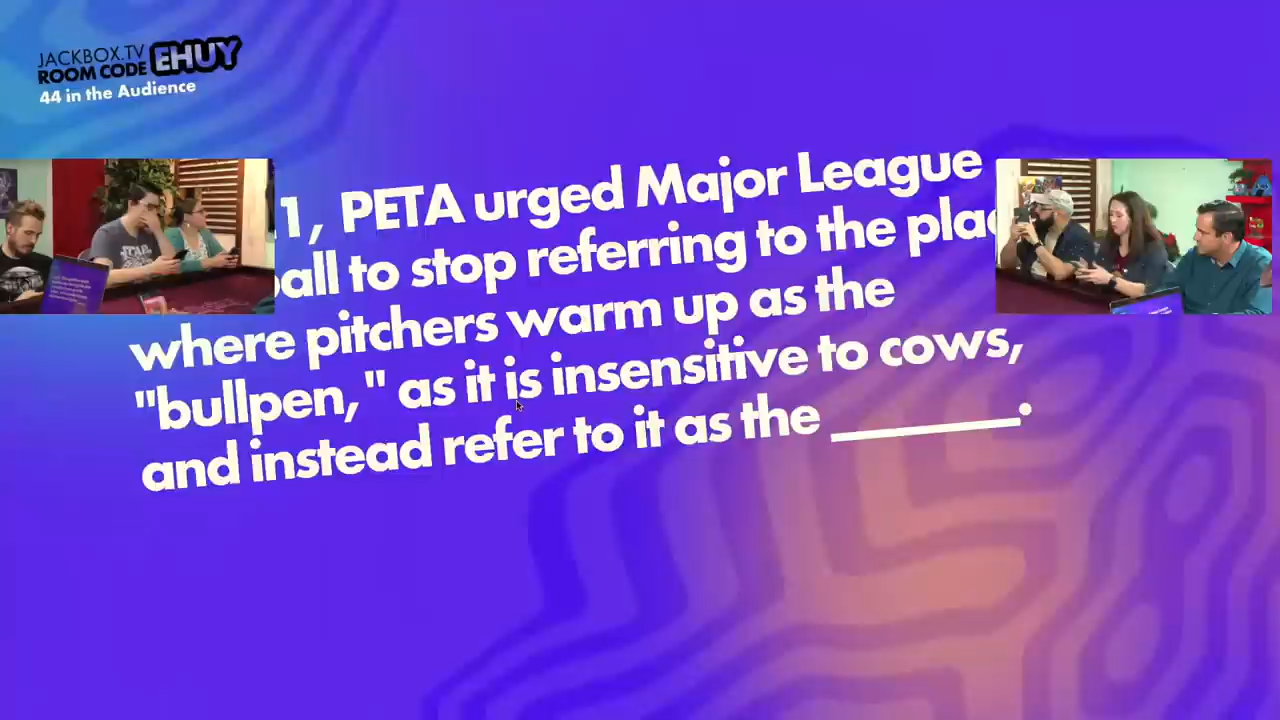 JACKBOX.TV
ROOM CODE EHUY
44 in the Audience
1, PETA urged Major League
ball to stop referring to the plac
where pitchers warm up as the
"bullpen," as it is insensitive to cows,
and instead refer to it as the ________.